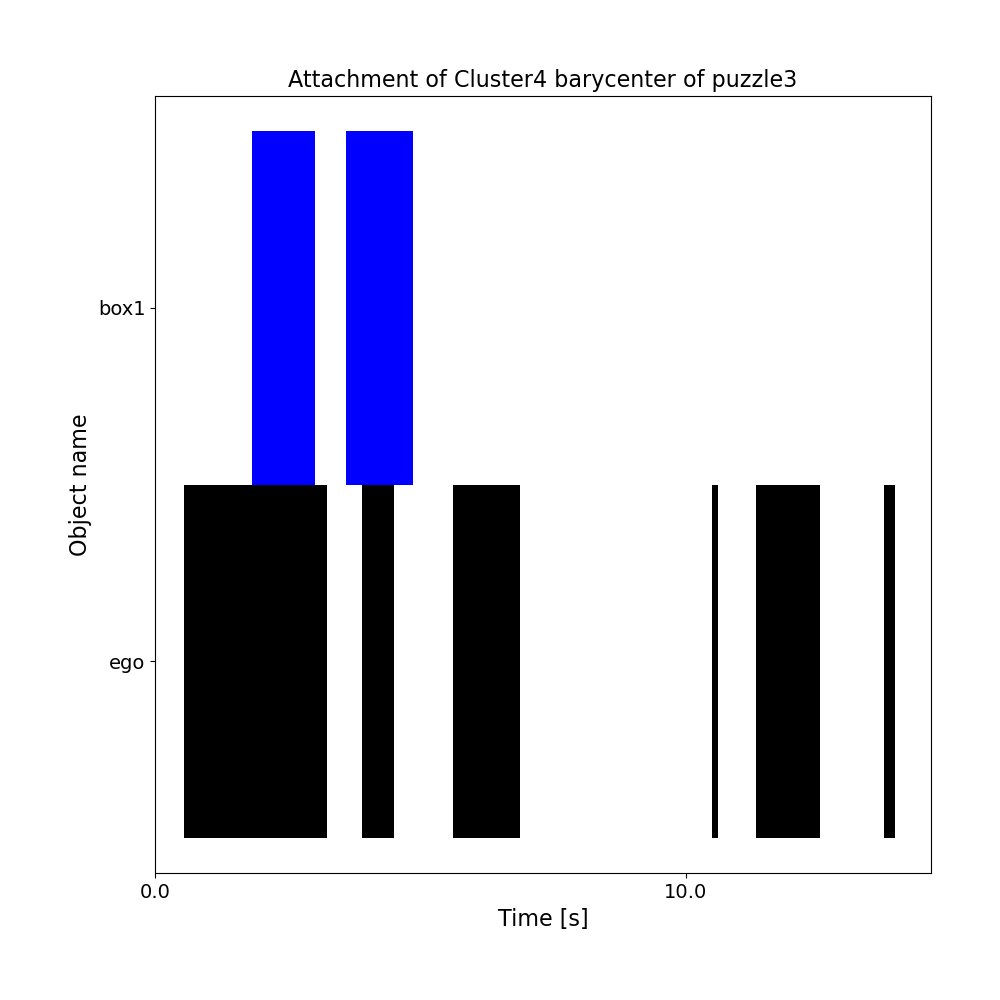 Attachment of Cluster4 barycenter of puzzle3
box1
ego
Object name
0.0
10.0
Time [s]